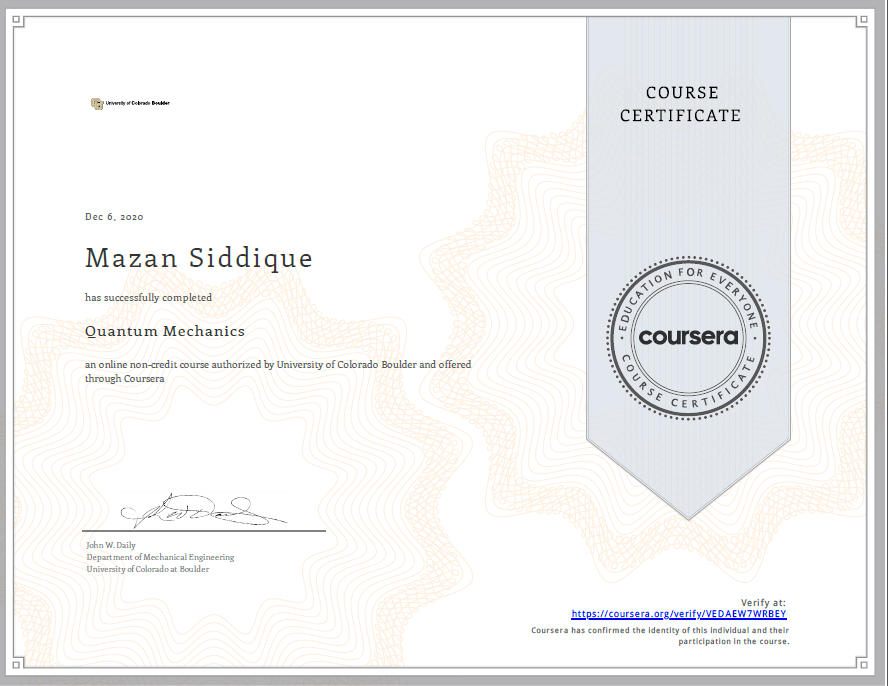 University of Colorado Boulder
COURSE
CERTIFICATE
Dec 6, 2020
Mazan Siddique
has successfully completed
Quantum Mechanics
an online non-credit course authorized by University of Colorado Boulder and offered
through Coursera
EDUCATION FOR EVERYONE
coursera
COURSE CERTIFICATE
John W. Daily
Department of Mechanical Engineering
University of Colorado at Boulder
Verify at:
https://coursera.org/verify/VEDAEW7WRBEY
Coursera has confirmed the identity of this individual and their
participation in the course.